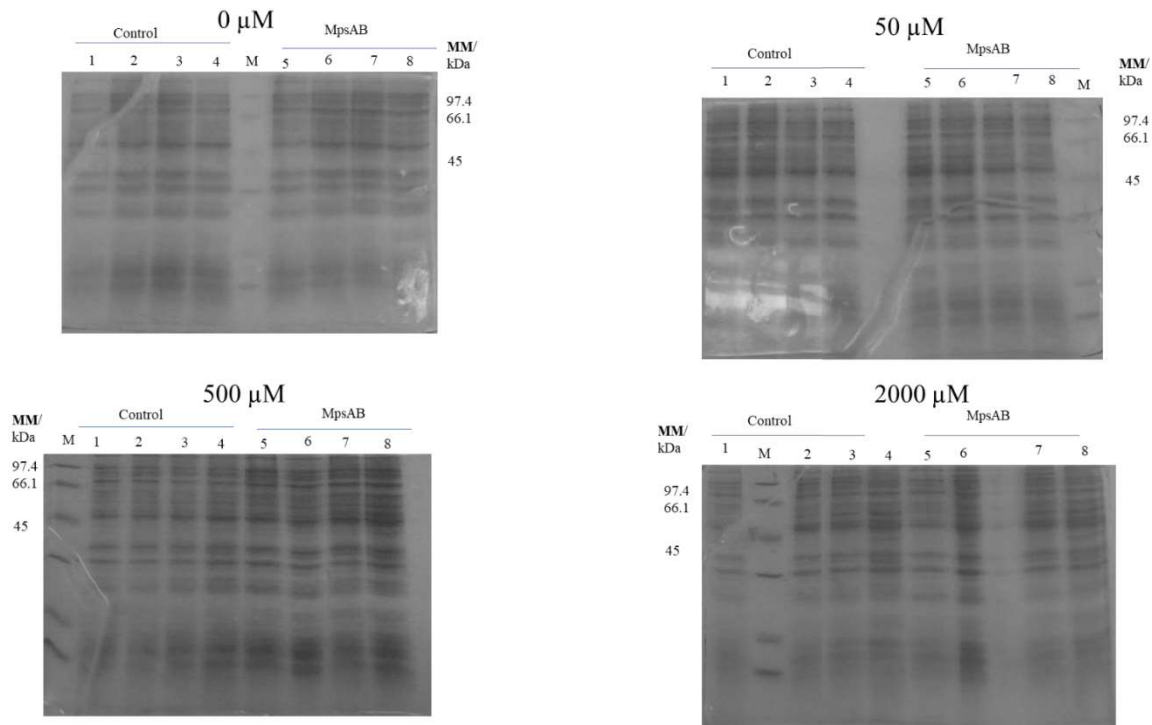 0 µM
Control
MpsAB
1 2 3 4 M 5 6 7 8
MM/
kDa
97.4
66.1
45
50 µM
Control
MpsAB
1 2 3 4 5 6 7 8 M
MM/
kDa
97.4
66.1
45
500 µM
Control
MpsAB
MM/
kDa
M 1 2 3 4 5 6 7 8
97.4
66.1
45
2000 µM
Control
MpsAB
MM/
kDa
1 M 2 3 4 5 6 7 8
97.4
66.1
45